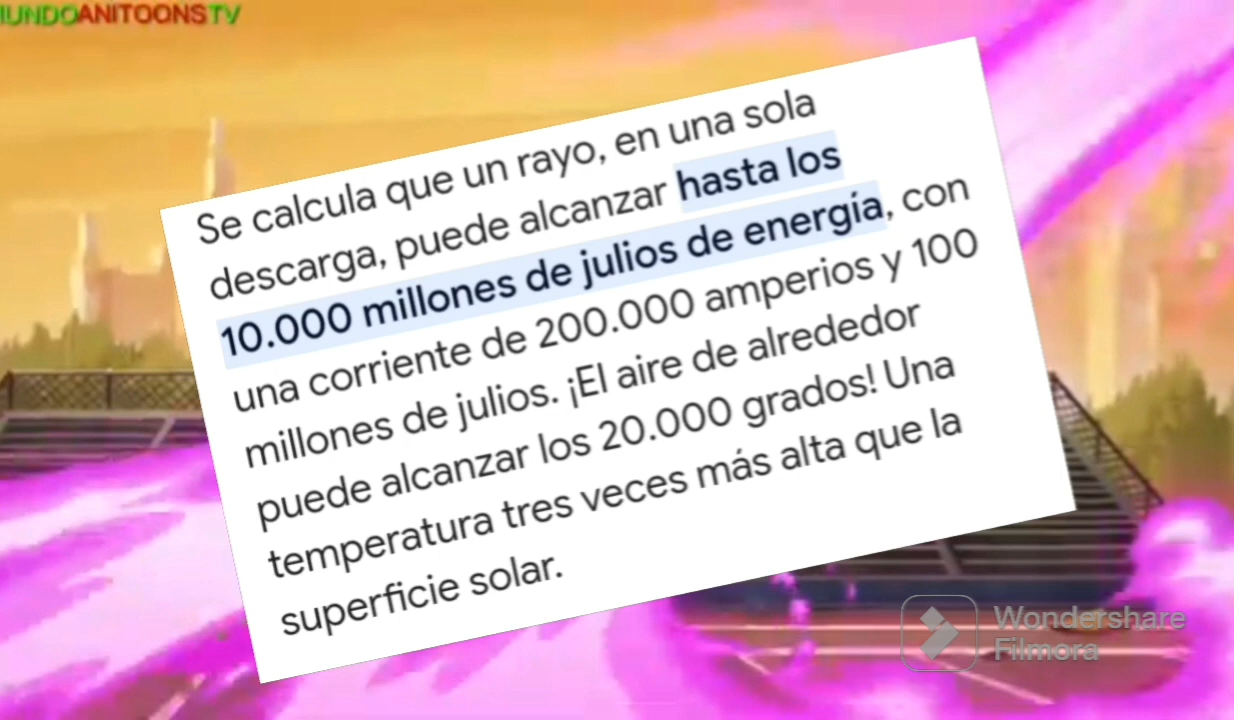 MUNDOANITOONSTV
Se calcula que un rayo, en una sola
descarga, puede alcanzar hasta los
10.000 millones de julios de energía, con
una corriente de 200.000 amperios y 100
millones de julios. ¡El aire de alrededor
puede alcanzar los 20.000 grados! Una
temperatura tres veces más alta que la
superficie solar.
Wondershare
Filmora